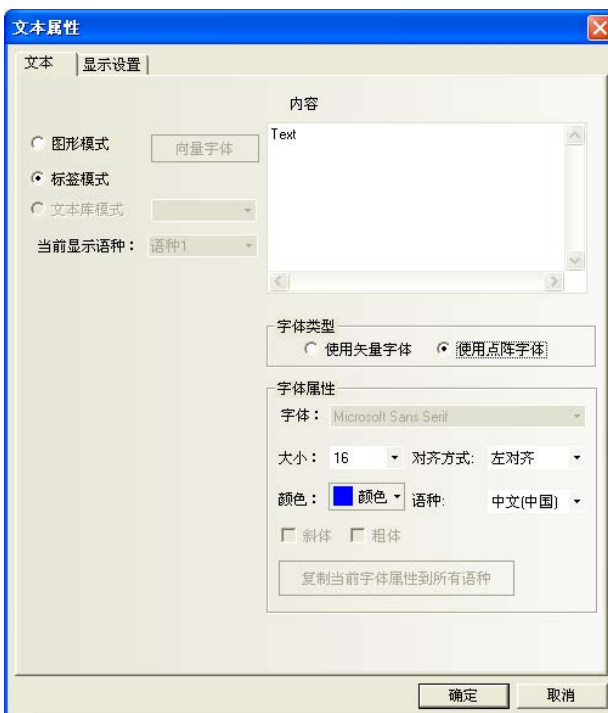 文本属性
文本
显示设置
内容
图形模式
向量字体
Text
标签模式
文本库模式
当前显示语种：
语种1
字体类型
使用矢量字体
使用点阵字体
字体属性
字体：
Microsoft Sans Serif
大小：
16
对齐方式:
左对齐
颜色：
颜色
语种:
中文(中国)
斜体
粗体
复制当前字体属性到所有语种
确定
取消